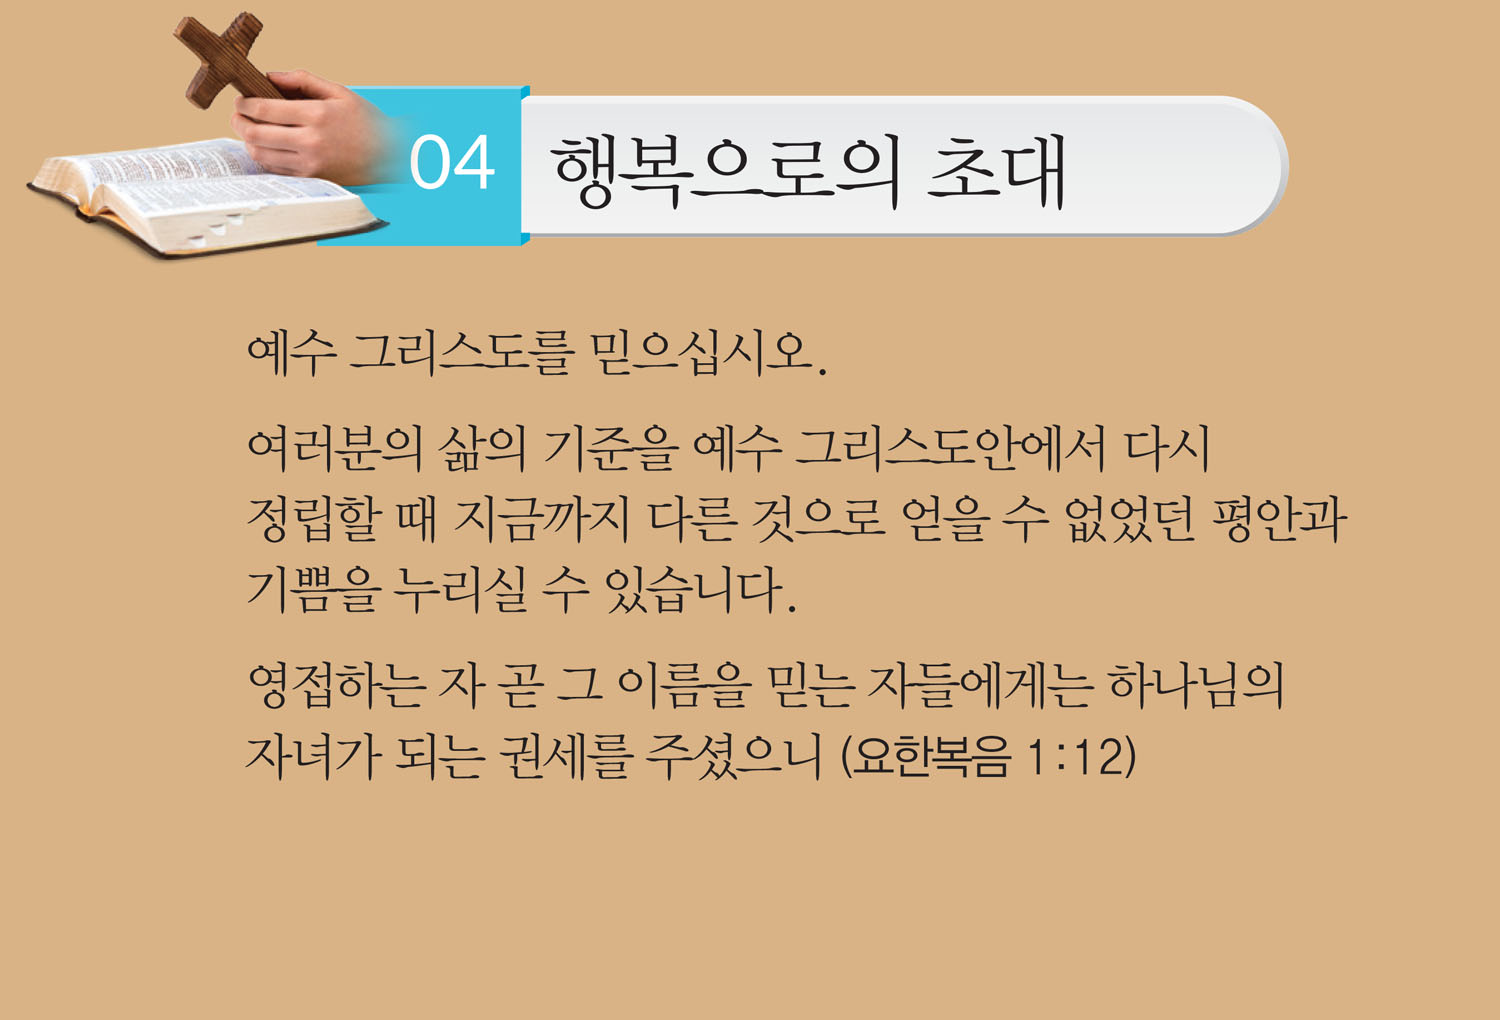 04 행복으로의 초대
예수 그리스도를 믿으십시오.
여러분의 삶의 기준을 예수 그리스도안에서 다시
정립할 때 지금까지 다른 것으로 얻을 수 없었던 평안과
기쁨을 누리실 수 있습니다.
영접하는 자 곧 그 이름을 믿는 자들에게는 하나님의
자녀가 되는 권세를 주셨으니 (요한복음 1:12)